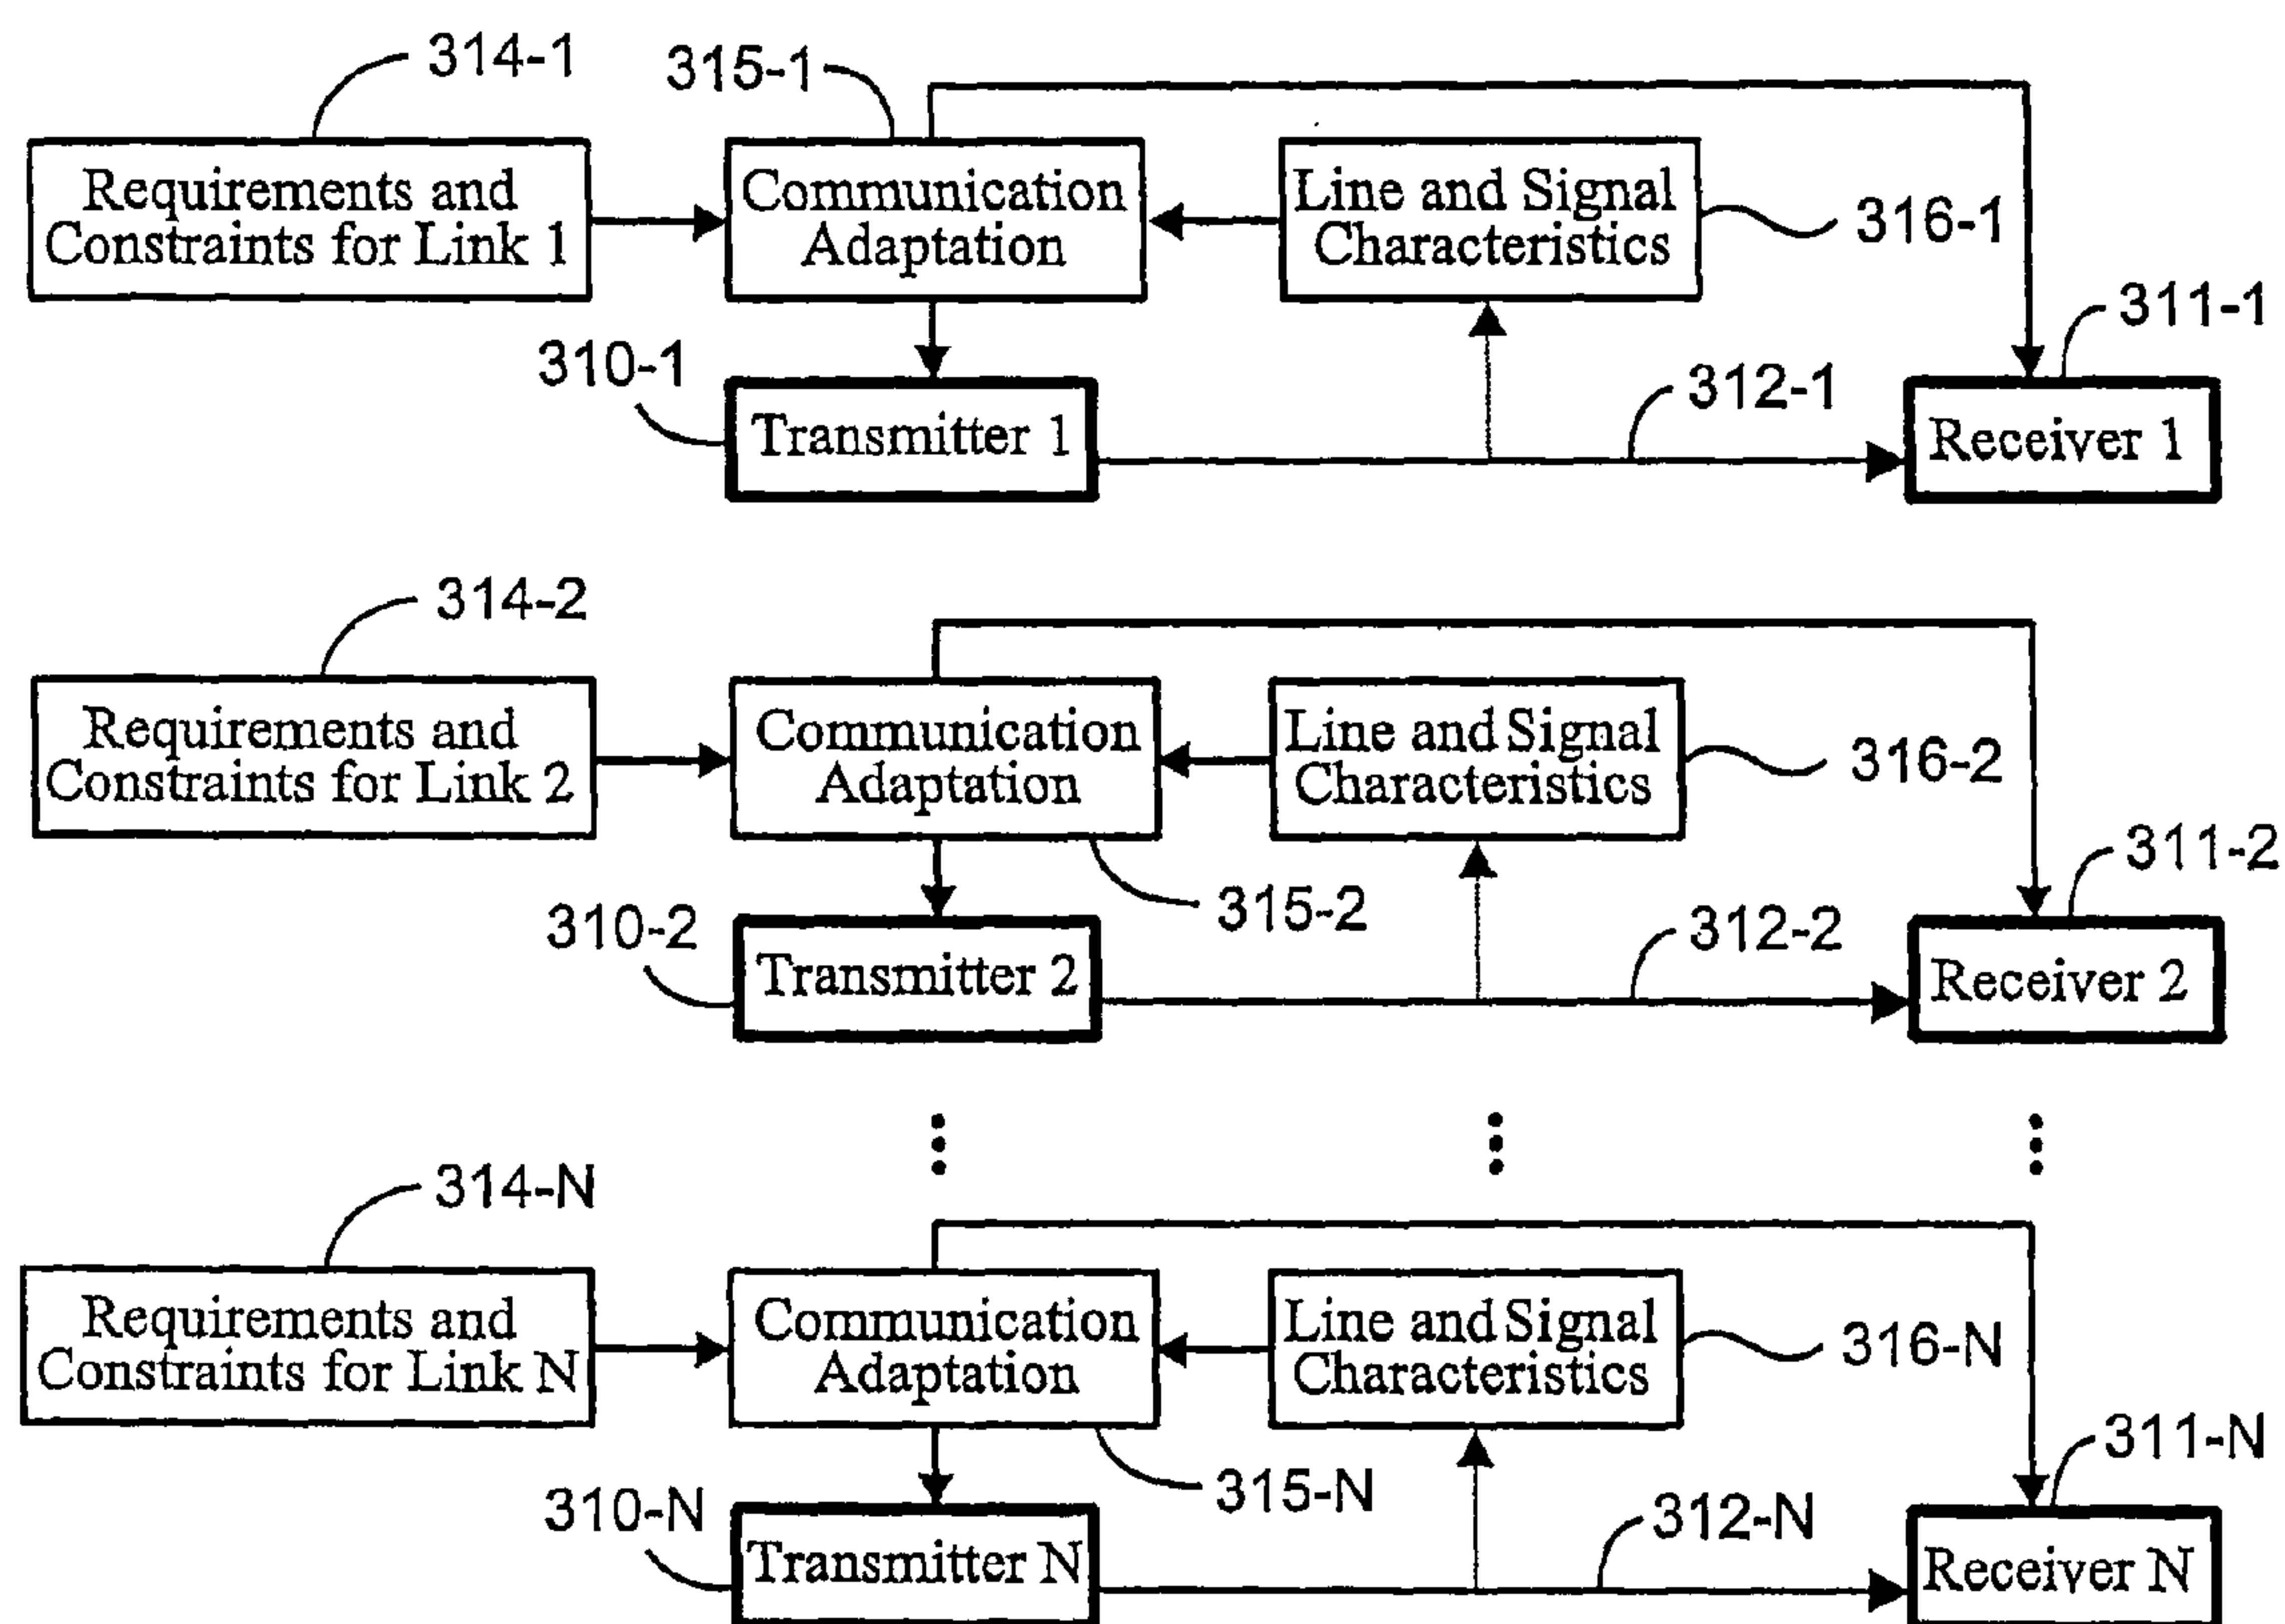 314-1
315-1
Requirements and
Constraints for Link 1
Communication
Adaptation
Line and Signal
Characteristics
316-1
311-1
310-1
Transmitter 1
312-1
Receiver 1
314-2
Requirements and
Constraints for Link 2
Communication
Adaptation
Line and Signal
Characteristics
316-2
311-2
315-2
310-2
Transmitter 2
312-2
Receiver 2
314-N
Requirements and
Constraints for Link N
Communication
Adaptation
Line and Signal
Characteristics
316-N
311-N
315-N
310-N
Transmitter N
312-N
Receiver N